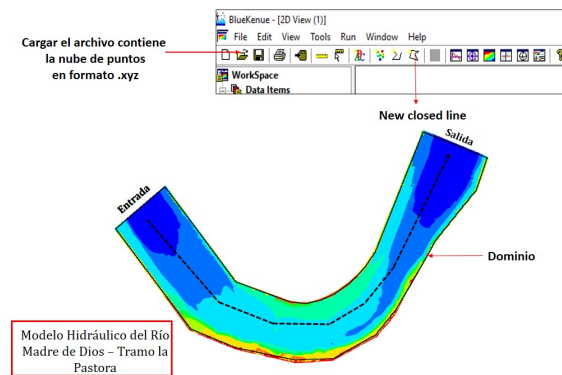 BlueKenue - [2D View (1)]
File Edit View Tools Run Window Help
WorkSpace
Data Items
Cargar el archivo contiene
la nube de puntos
en formato .xyz
New closed line
Salida
Entrada
Dominio
Modelo Hidráulico del Río
Madre de Dios – Tramo la
Pastora